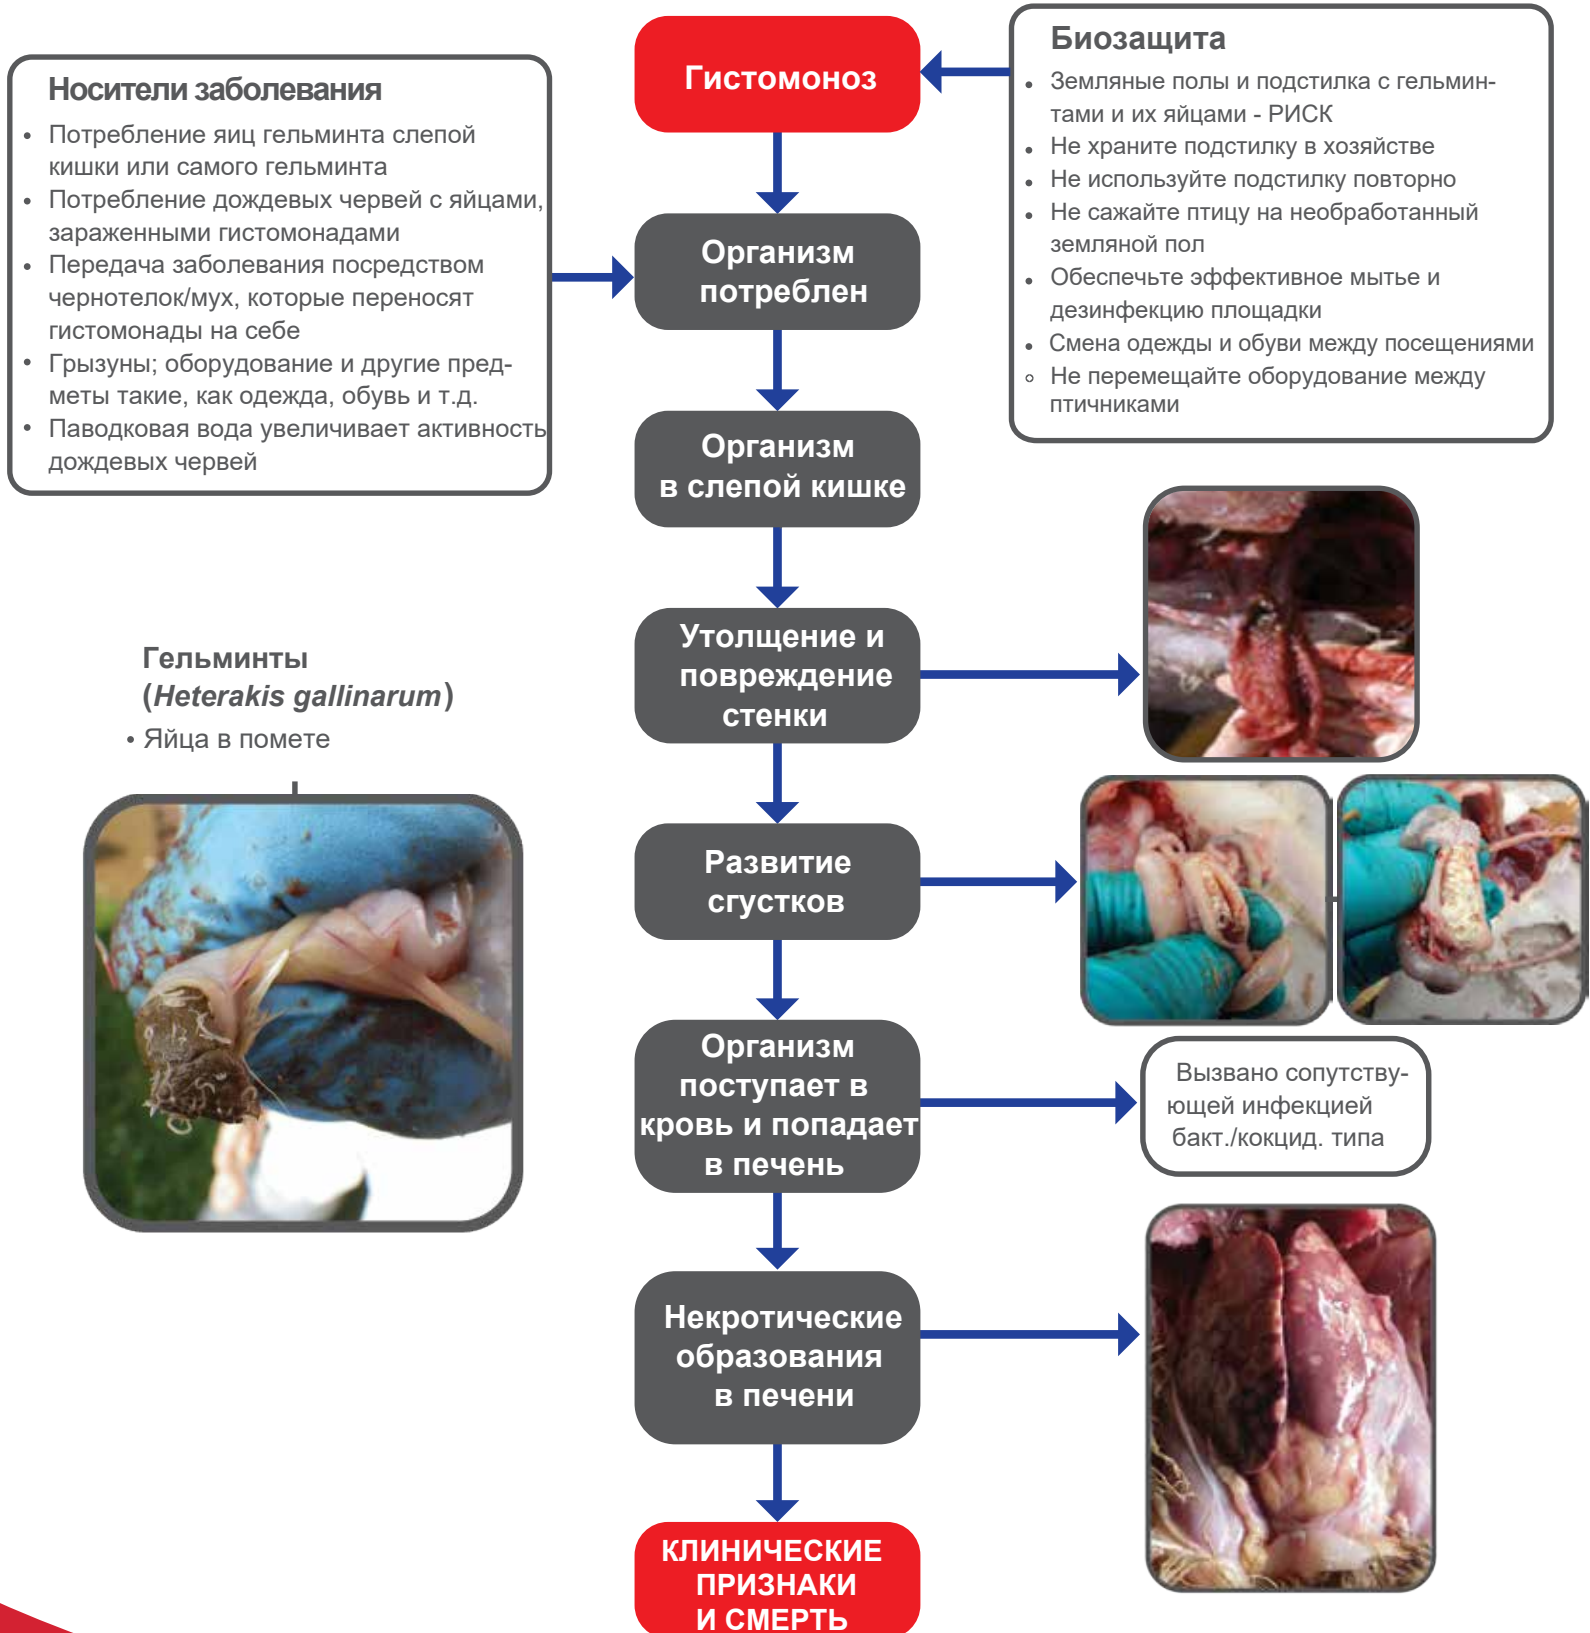 Гистомоноз
Биозащита
• Земляные полы и подстилка с гельмин-
тами и их яйцами - РИСК
• Не храните подстилку в хозяйстве
• Не используйте подстилку повторно
• Не сажайте птицу на необработанный
земляной пол
• Обеспечьте эффективное мытье и
дезинфекцию площадки
• Смена одежды и обуви между посещениями
◦ Не перемещайте оборудование между
птичниками
Носители заболевания
• Потребление яиц гельминта слепой
кишки или самого гельминта
• Потребление дождевых червей с яйцами,
зараженными гистомонадами
• Передача заболевания посредством
чернотелок/мух, которые переносят
гистомонады на себе
• Грызуны; оборудование и другие пред-
меты такие, как одежда, обувь и т.д.
• Паводковая вода увеличивает активность
дождевых червей
Организм
потреблен
Организм
в слепой кишке
Утолщение и
повреждение
стенки
Гельминты
(Heterakis gallinarum)
• Яйца в помете
Развитие
сгустков
Организм
поступает в
кровь и попадает
в печень
Вызвано сопутству-
ющей инфекцией
бакт./кокцид. типа
Некротические
образования
в печени
КЛИНИЧЕСКИЕ
ПРИЗНАКИ
И СМЕРТЬ